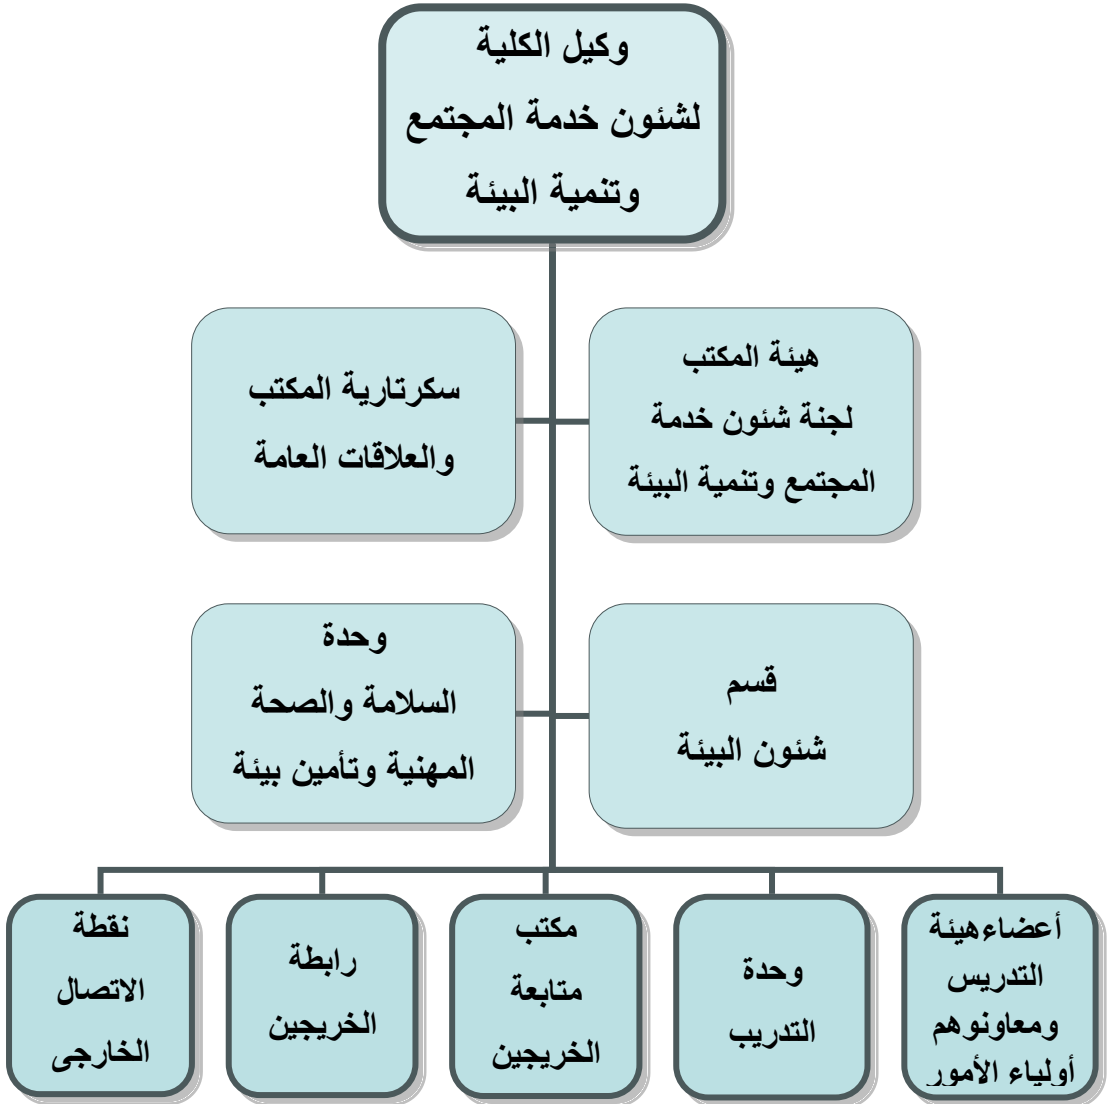 وكيل الكلية
لشئون خدمة المجتمع
وتنمية البيئة
هيئة المكتب
لجنة شئون خدمة
المجتمع وتنمية البيئة
سكرتارية المكتب
والعلاقات العامة
قسم
شئون البيئة
وحدة
السلامة والصحة
المهنية وتأمين بيئة
أعضاءهيئة
التدريس
ومعاونوهم
أولياء الأمور
وحدة
التدريب
مكتب
متابعة
الخريجين
رابطة
الخريجين
نقطة
الاتصال
الخارجى